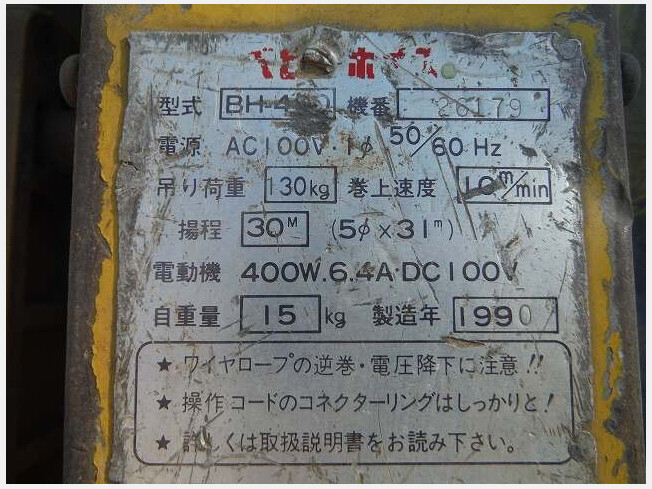 ホイス
型式 BH-4 機番 26179
電源 AC100V・1φ 50/60 Hz
吊り荷重 130kg 巻上速度 10m/min
揚程 30M (5φ×31m)
電動機 400W.6.4A・DC100V
自重量 15 kg 製造年 1990
★ ワイヤロープの逆巻・電圧降下に注意!!
★ 操作コードのコネクターリングはしっかりと!
★ 詳しくは取扱説明書をお読み下さい。